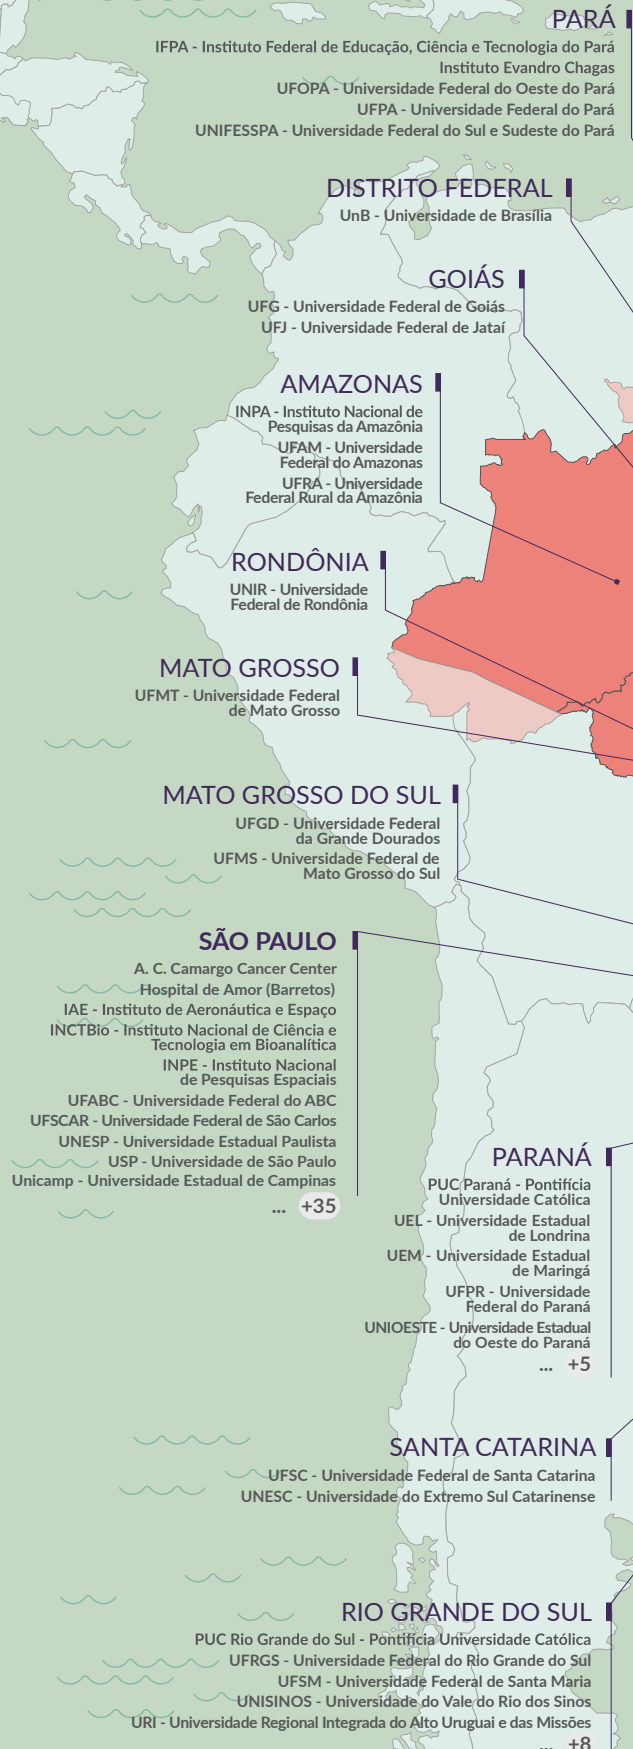 PARÁ
IFPA - Instituto Federal de Educação, Ciência e Tecnologia do Pará
Instituto Evandro Chagas
UFOPA - Universidade Federal do Oeste do Pará
UFPA - Universidade Federal do Pará
UNIFESSPA - Universidade Federal do Sul e Sudeste do Pará
DISTRITO FEDERAL
UnB - Universidade de Brasília
GOIÁS
UFG - Universidade Federal de Goiás
UFJ - Universidade Federal de Jataí
AMAZONAS
INPA - Instituto Nacional de
Pesquisas da Amazônia
UFAM - Universidade
Federal do Amazonas
UFRA - Universidade
Federal Rural da Amazônia
RONDÔNIA
UNIR - Universidade
Federal de Rondônia
MATO GROSSO
UFMT - Universidade Federal
de Mato Grosso
MATO GROSSO DO SUL
UFGD - Universidade Federal
da Grande Dourados
UFMS - Universidade Federal de
Mato Grosso do Sul
SÃO PAULO
A. C. Camargo Cancer Center
Hospital de Amor (Barretos)
IAE - Instituto de Aeronáutica e Espaço
INCTBio - Instituto Nacional de Ciência e
Tecnologia em Bioanalítica
INPE - Instituto Nacional
de Pesquisas Espaciais
UFABC - Universidade Federal do ABC
UFSCAR - Universidade Federal de São Carlos
UNESP - Universidade Estadual Paulista
USP - Universidade de São Paulo
Unicamp - Universidade Estadual de Campinas
... +35
PARANÁ
PUC Paraná - Pontifícia
Universidade Católica
UEL - Universidade Estadual
de Londrina
UEM - Universidade Estadual
de Maringá
UFPR - Universidade
Federal do Paraná
UNIOESTE - Universidade Estadual
do Oeste do Paraná
... +5
SANTA CATARINA
UFSC - Universidade Federal de Santa Catarina
UNESC - Universidade do Extremo Sul Catarinense
RIO GRANDE DO SUL
PUC Rio Grande do Sul - Pontifícia Universidade Católica
UFRGS - Universidade Federal do Rio Grande do Sul
UFSM - Universidade Federal de Santa Maria
UNISINOS - Universidade do Vale do Rio dos Sinos
URI - Universidade Regional Integrada do Alto Uruguai e das Missões
... +8